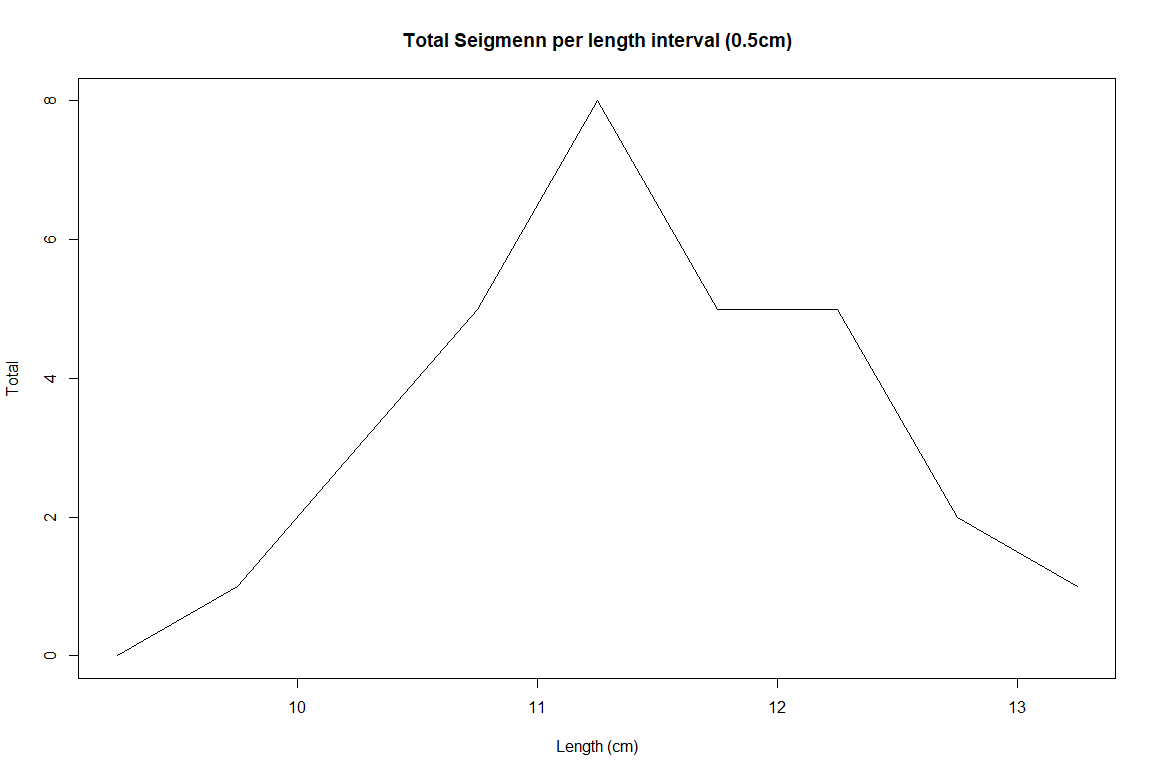 Total Seigmenn per length interval (0.5cm)
8
6
4
2
0
Total
10 11 12 13
Length (cm)